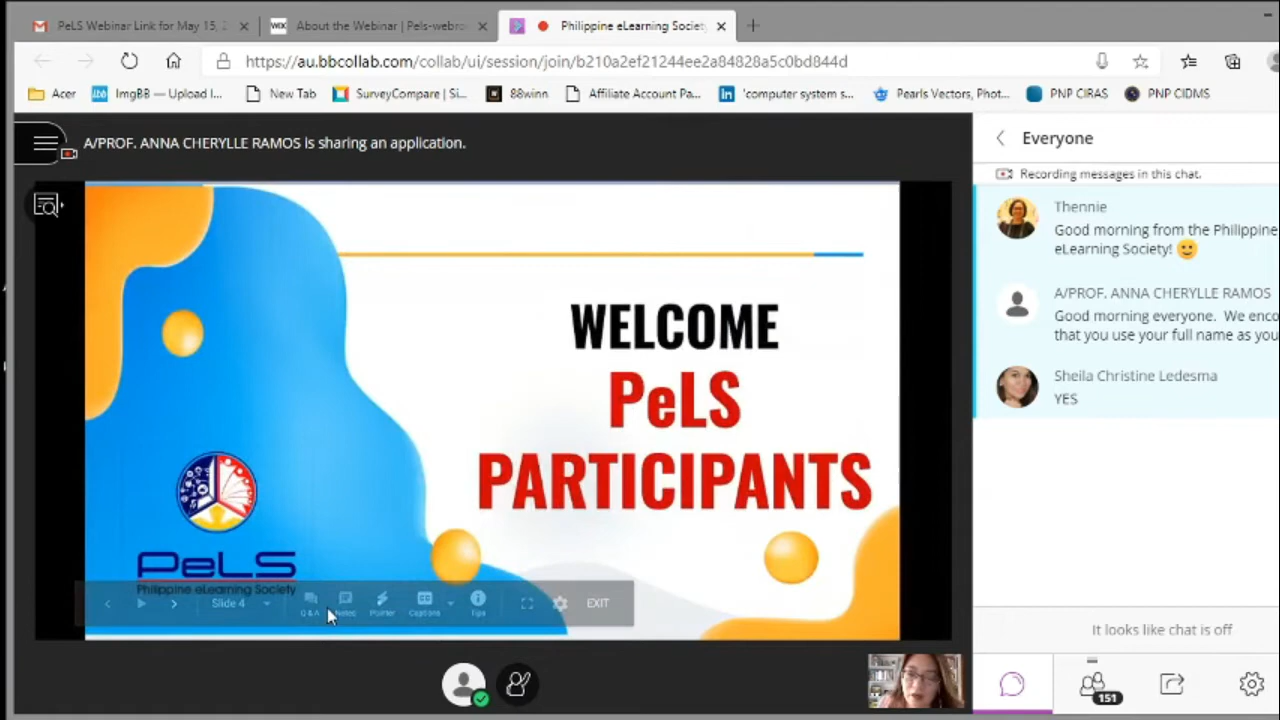 PeLS Webinar Link for May 15, 2
About the Webinar | Pels-webro
Philippine eLearning Society
https://au.bbcollab.com/collab/ui/session/join/b210a2ef21244ee2a84828a5c0bd844d
Acer
ImgBB — Upload I...
New Tab
SurveyCompare | Si...
88winn
Affiliate Account Pa...
'computer system s...
Pearls Vectors, Phot...
PNP CIRAS
PNP CIDMS
A/PROF. ANNA CHERYLLE RAMOS is sharing an application.
WELCOME
PeLS
PARTICIPANTS
PeLS
Philippine eLearning Society
Slide 4
Q & A
Notes
Pointer
Captions
Tips
EXIT
Everyone
Recording messages in this chat.
Thennie
Good morning from the Philippine
eLearning Society!
A/PROF. ANNA CHERYLLE RAMOS
Good morning everyone. We enco
that you use your full name as you
Sheila Christine Ledesma
YES
It looks like chat is off
151